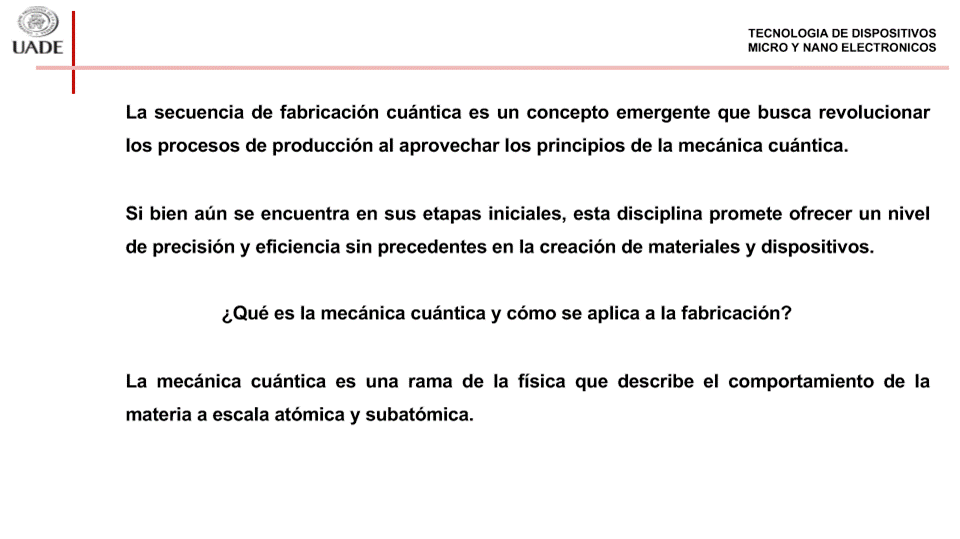 UADE
TECNOLOGIA DE DISPOSITIVOS
MICRO Y NANO ELECTRONICOS
La secuencia de fabricación cuántica es un concepto emergente que busca revolucionar
los procesos de producción al aprovechar los principios de la mecánica cuántica.
Si bien aún se encuentra en sus etapas iniciales, esta disciplina promete ofrecer un nivel
de precisión y eficiencia sin precedentes en la creación de materiales y dispositivos.
¿Qué es la mecánica cuántica y cómo se aplica a la fabricación?
La mecánica cuántica es una rama de la física que describe el comportamiento de la
materia a escala atómica y subatómica.